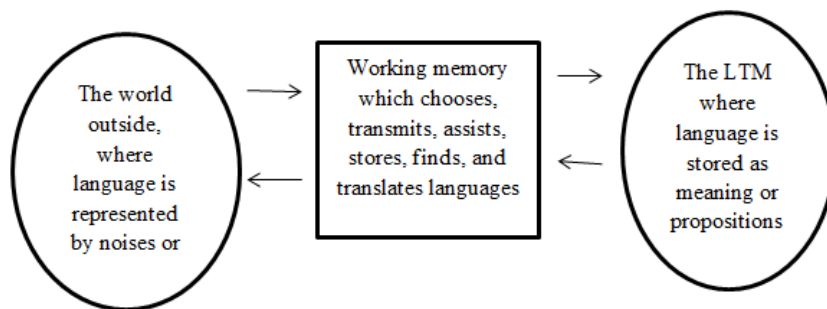 The world
outside,
where
language is
represented
by noises or
Working memory
which chooses,
transmits, assists,
stores, finds, and
translates languages
The LTM
where
language is
stored as
meaning or
propositions